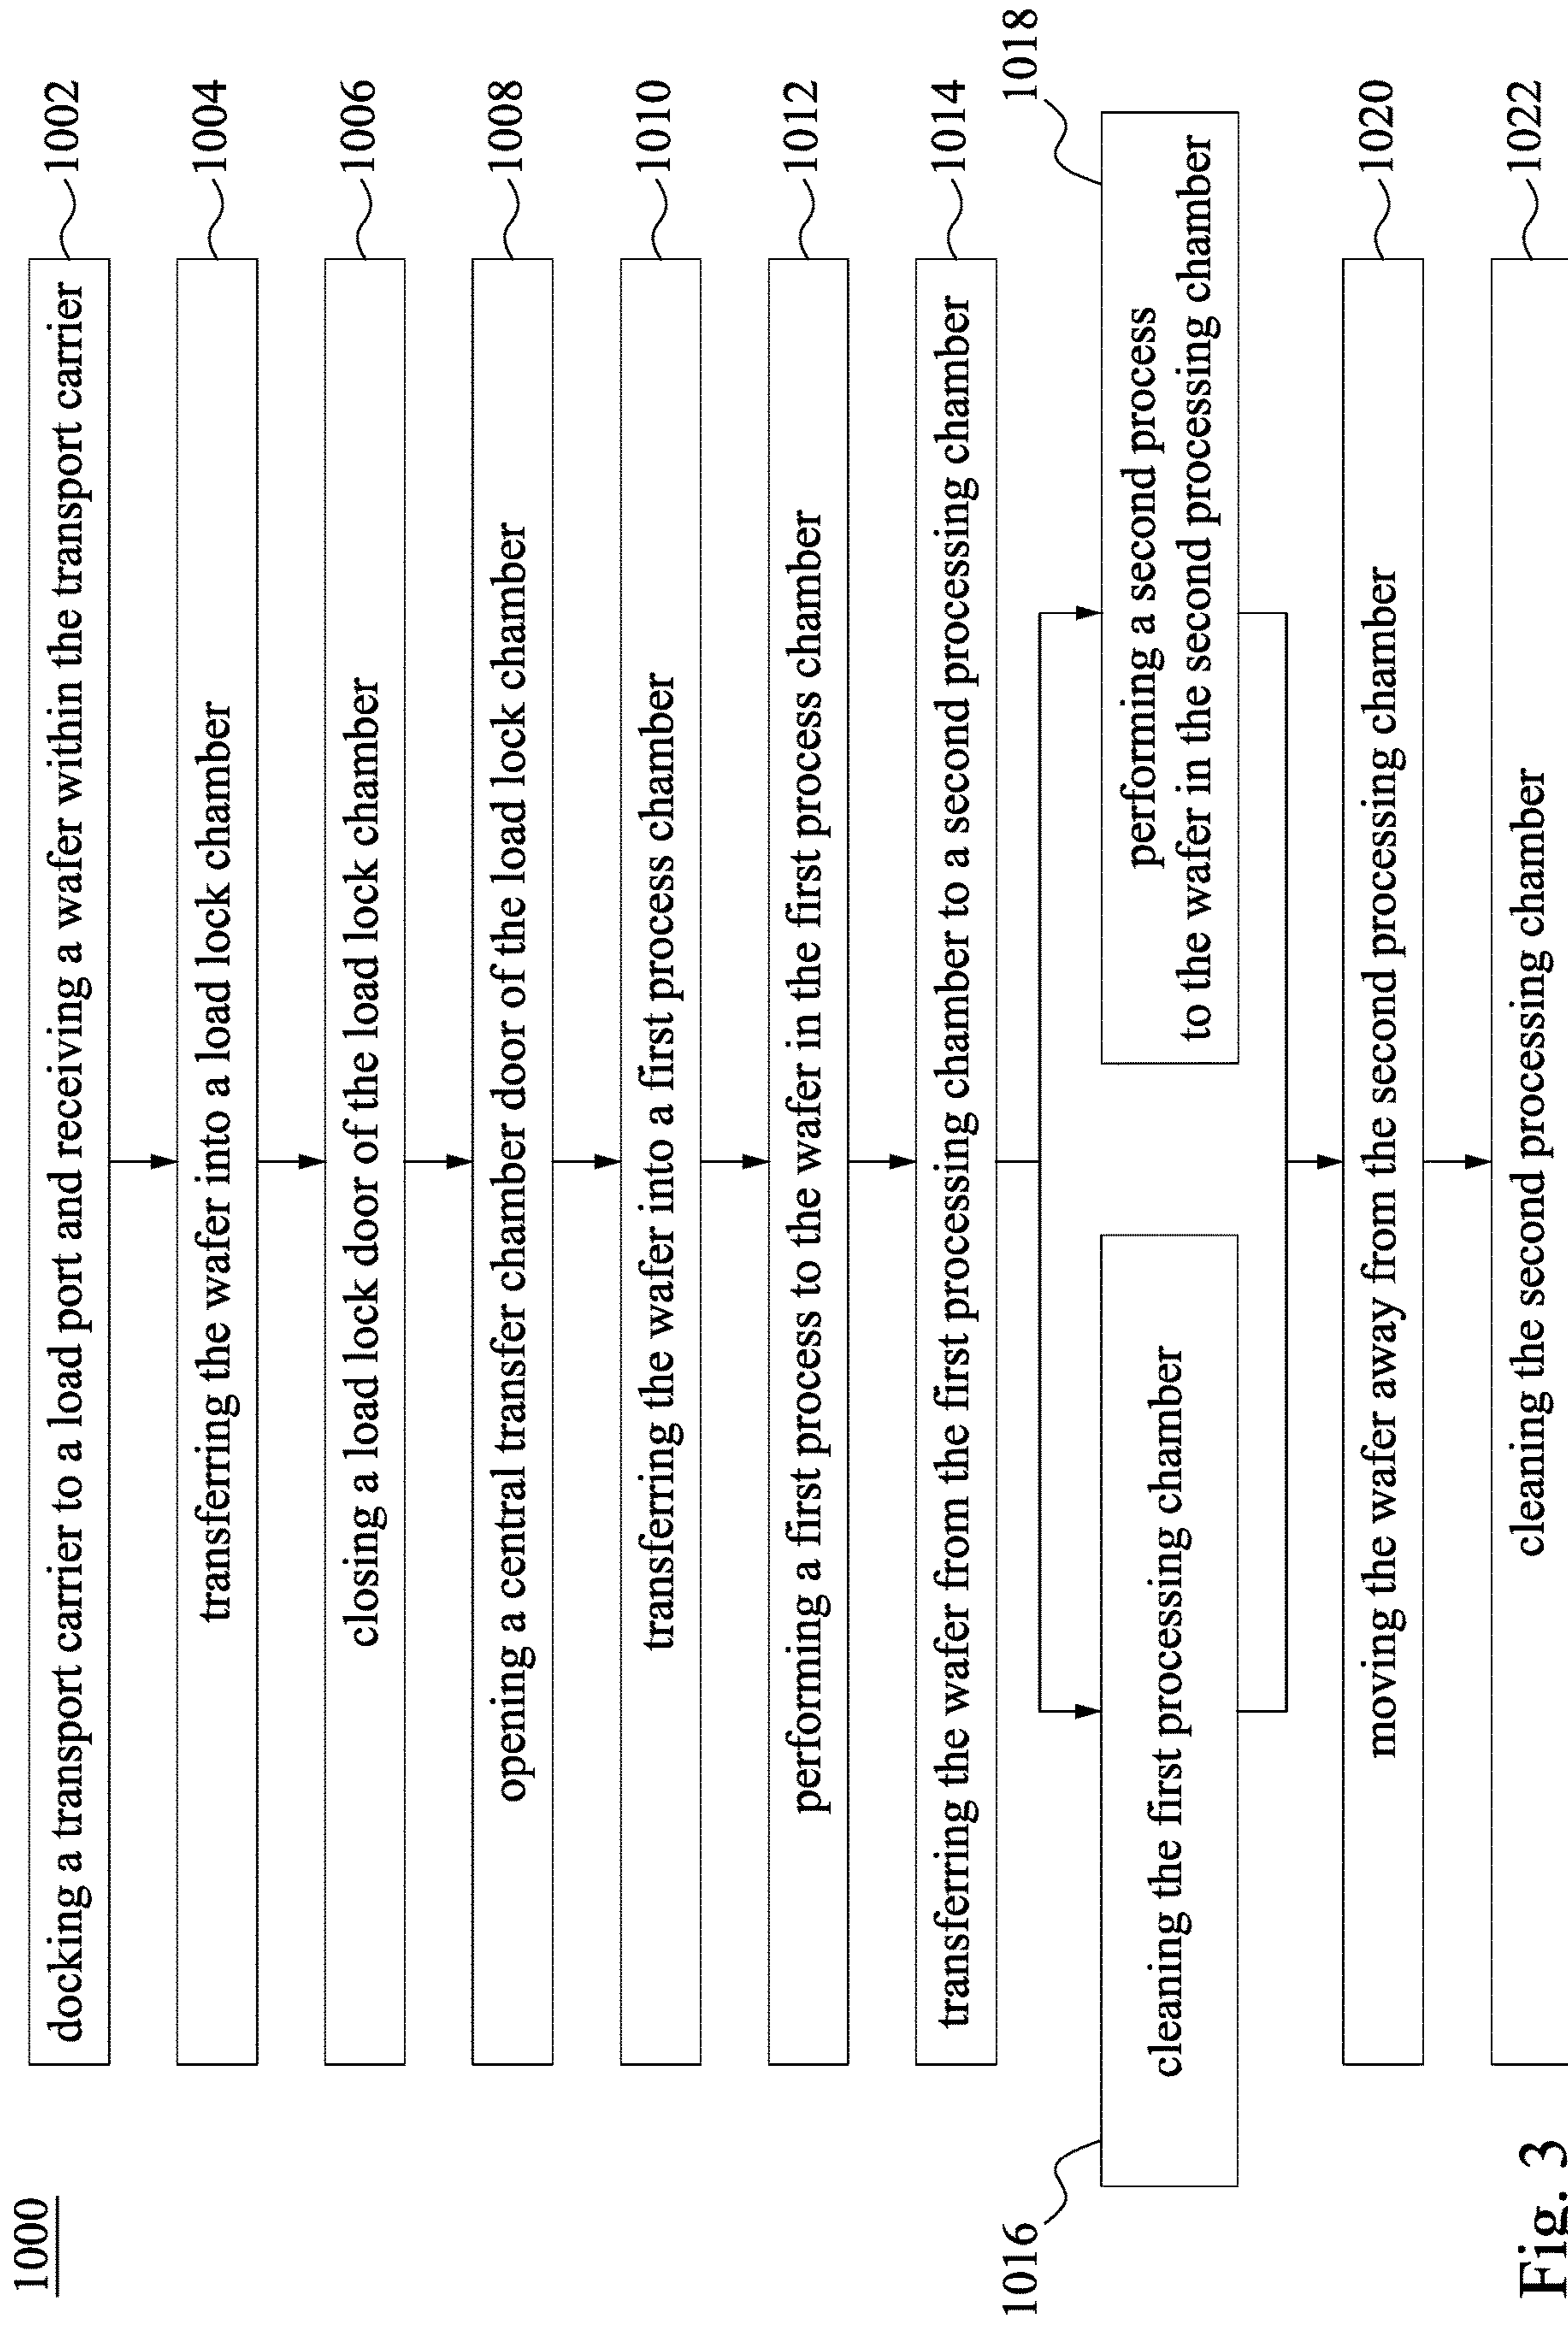 1000
docking a transport carrier to a load port and receiving a wafer within the transport carrier
1002
transferring the wafer into a load lock chamber
1004
closing a load lock door of the load lock chamber
1006
opening a central transfer chamber door of the load lock chamber
1008
transferring the wafer into a first process chamber
1010
performing a first process to the wafer in the first process chamber
1012
transferring the wafer from the first processing chamber to a second processing chamber
1014
1016
cleaning the first processing chamber
1018
performing a second process
to the wafer in the second processing chamber
moving the wafer away from the second processing chamber
1020
cleaning the second processing chamber
1022
Fig. 3